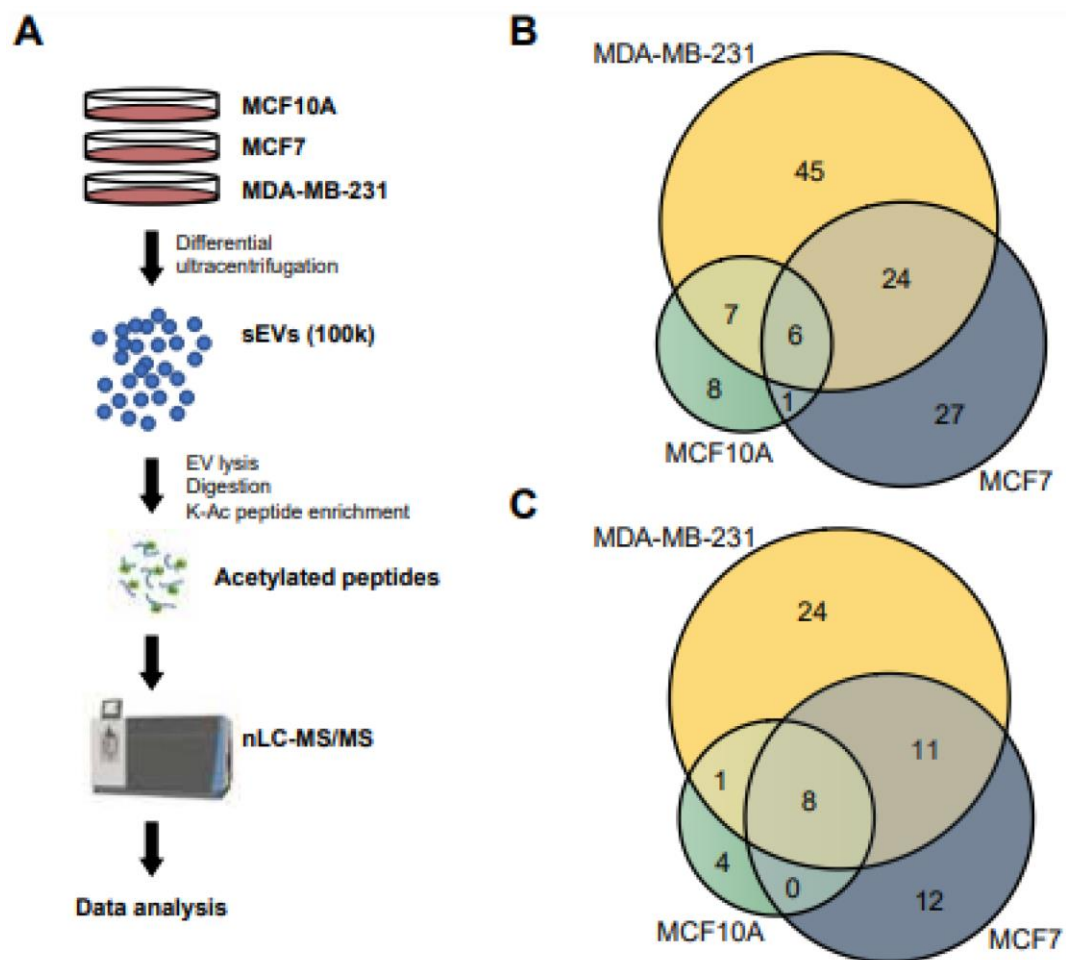 A
MCF10A
MCF7
MDA-MB-231
Differential
ultracentrifugation
sEVs (100k)
EV lysis
Digestion
K-Ac peptide enrichment
Acetylated peptides
nLC-MS/MS
Data analysis
B
MDA-MB-231
45
24
7
6
8
1
27
MCF10A
MCF7
C
MDA-MB-231
24
11
1
8
4
0
12
MCF10A
MCF7